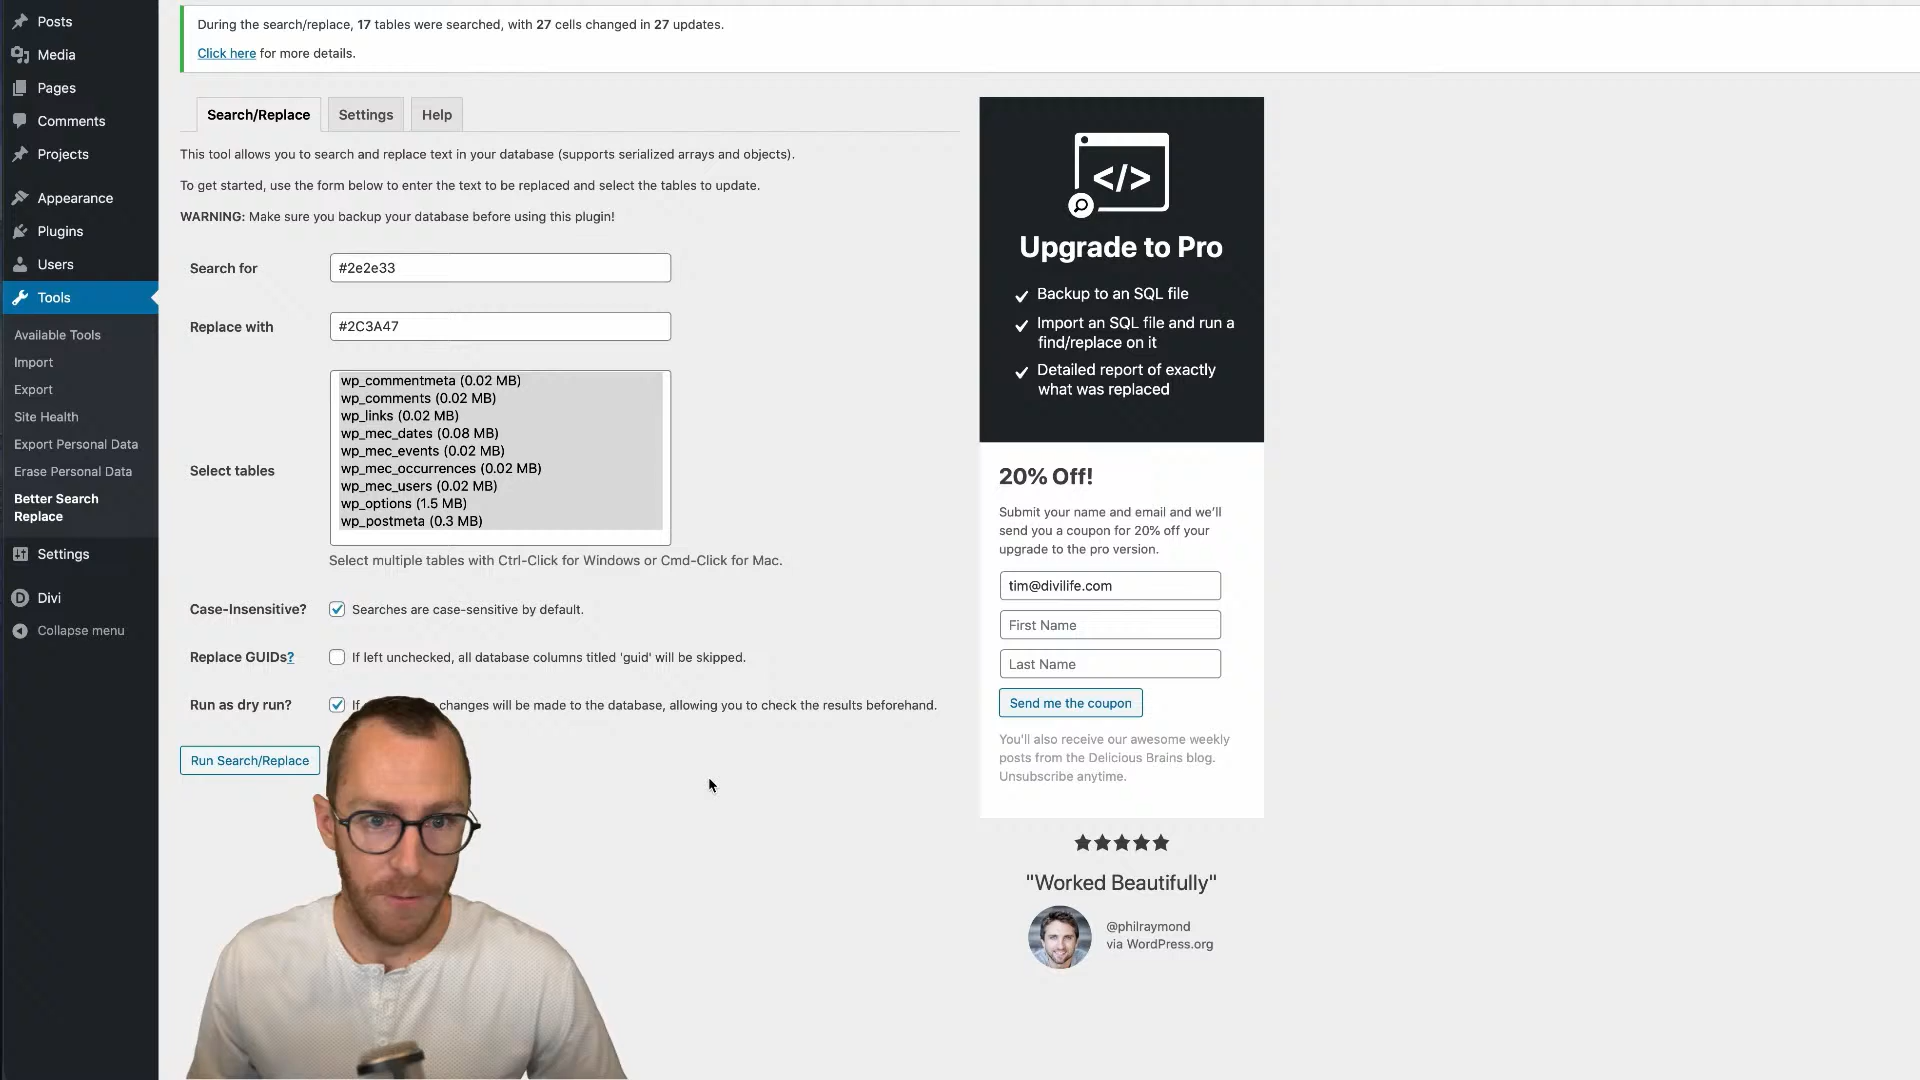 Posts
Media
Pages
Comments
Projects
Appearance
Plugins
Users
Tools
Available Tools
Import
Export
Site Health
Export Personal Data
Erase Personal Data
Better Search
Replace
Settings
Divi
Collapse menu
During the search/replace, 17 tables were searched, with 27 cells changed in 27 updates.
Click here for more details.
Search/Replace
Settings
Help
This tool allows you to search and replace text in your database (supports serialized arrays and objects).
To get started, use the form below to enter the text to be replaced and select the tables to update.
WARNING: Make sure you backup your database before using this plugin!
Search for
#2e2e33
Replace with
#2C3A47
Select tables
wp_commentmeta (0.02 MB)
wp_comments (0.02 MB)
wp_links (0.02 MB)
wp_mec_dates (0.08 MB)
wp_mec_events (0.02 MB)
wp_mec_occurrences (0.02 MB)
wp_mec_users (0.02 MB)
wp_options (1.5 MB)
wp_postmeta (0.3 MB)
Select multiple tables with Ctrl-Click for Windows or Cmd-Click for Mac.
Case-Insensitive?
Searches are case-sensitive by default.
Replace GUIDs?
If left unchecked, all database columns titled 'guid' will be skipped.
Run as dry run?
If changes will be made to the database, allowing you to check the results beforehand.
Run Search/Replace
</>
Upgrade to Pro
Backup to an SQL file
Import an SQL file and run a
find/replace on it
Detailed report of exactly
what was replaced
20% Off!
Submit your name and email and we'll
send you a coupon for 20% off your
upgrade to the pro version.
tim@divilife.com
First Name
Last Name
Send me the coupon
You'll also receive our awesome weekly
posts from the Delicious Brains blog.
Unsubscribe anytime.
"Worked Beautifully"
@philraymond
via WordPress.org